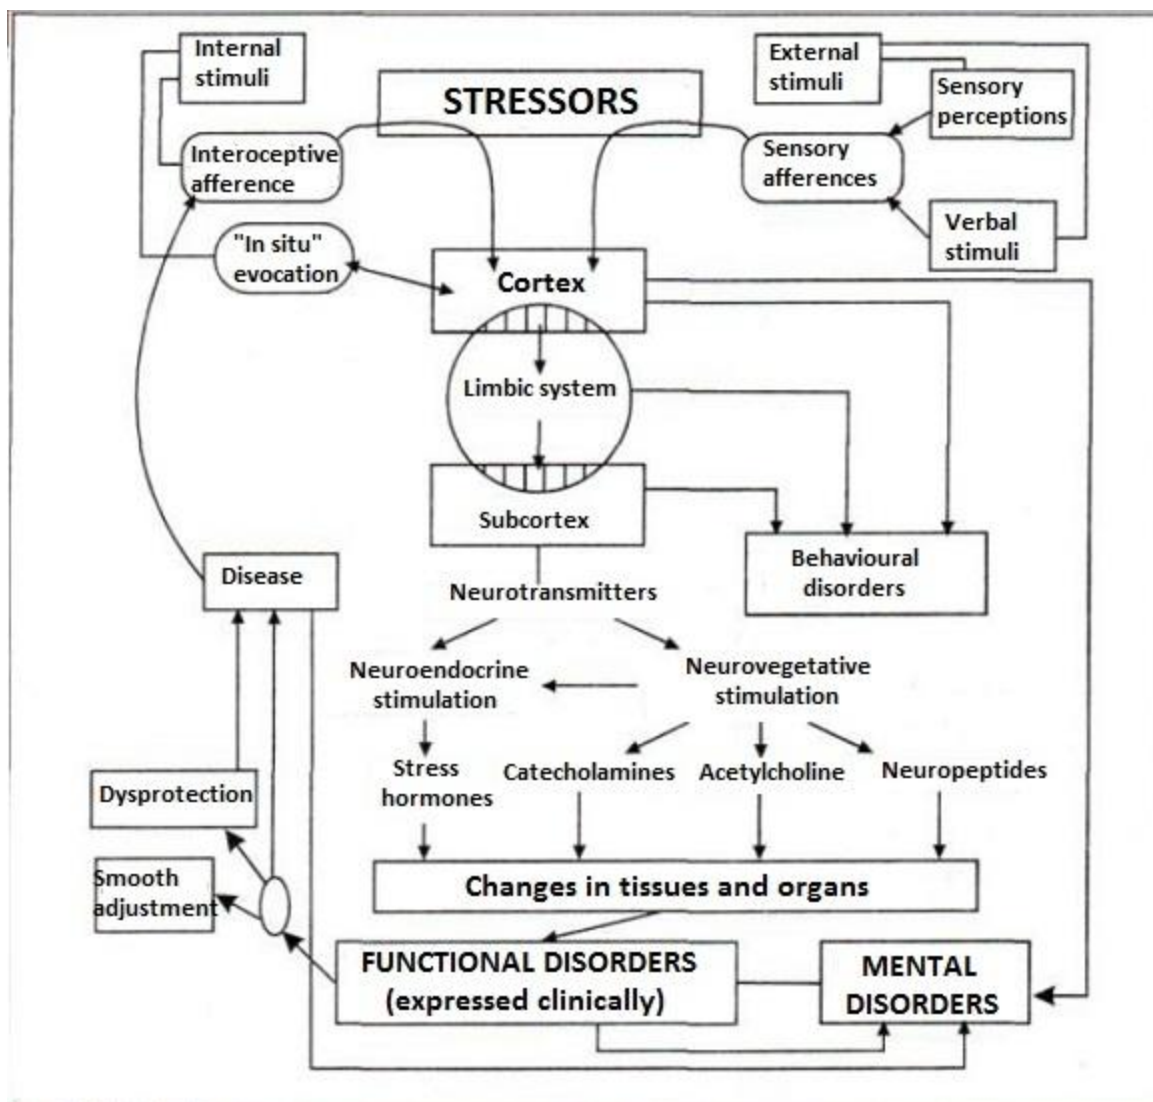 Internal
stimuli
External
stimuli
STRESSORS
Sensory
perceptions
Interoceptive
afference
Sensory
afferences
"In situ"
evocation
Verbal
stimuli
Cortex
Limbic system
Subcortex
Behavioural
disorders
Disease
Neurotransmitters
Neuroendocrine
stimulation
Neurovegetative
stimulation
Stress
hormones
Catecholamines
Acetylcholine
Neuropeptides
Dysprotection
Smooth
adjustment
Changes in tissues and organs
FUNCTIONAL DISORDERS
(expressed clinically)
MENTAL
DISORDERS